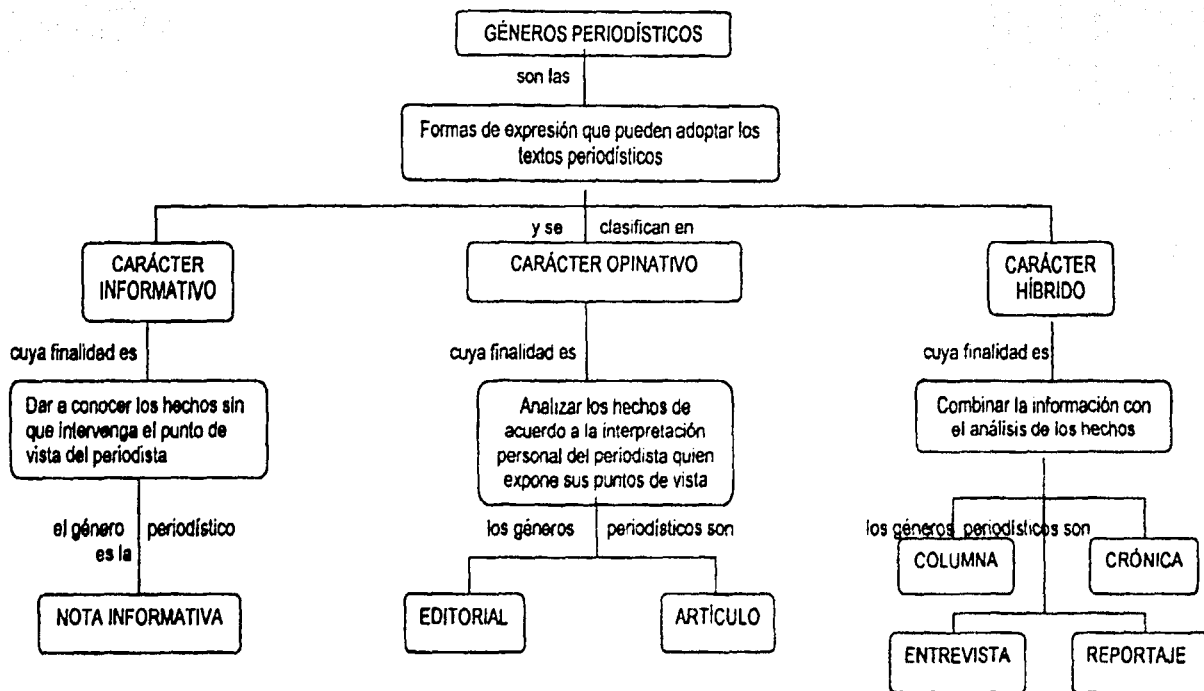 GÉNEROS PERIODÍSTICOS
son las
Formas de expresión que pueden adoptar los
textos periodísticos
y se clasifican en
CARÁCTER
INFORMATIVO
cuya finalidad es
Dar a conocer los hechos sin
que intervenga el punto de
vista del periodista
el género periodístico
es la
NOTA INFORMATIVA
CARÁCTER OPINATIVO
cuya finalidad es
Analizar los hechos de
acuerdo a la interpretación
personal del periodista quien
expone sus puntos de vista
los géneros periodísticos son
EDITORIAL
ARTÍCULO
CARÁCTER
HÍBRIDO
cuya finalidad es
Combinar la información con
el análisis de los hechos
los géneros periodísticos son
COLUMNA
CRÓNICA
ENTREVISTA
REPORTAJE